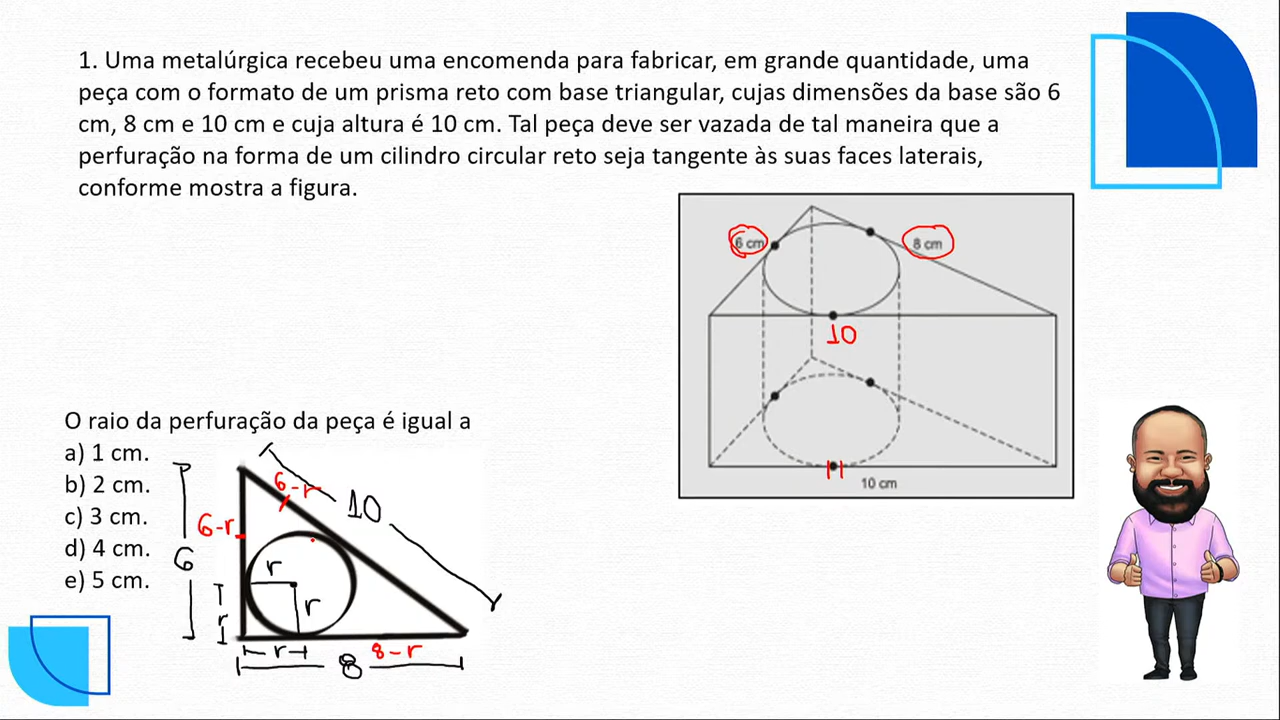 1. Uma metalúrgica recebeu uma encomenda para fabricar, em grande quantidade, uma
peça com o formato de um prisma reto com base triangular, cujas dimensões da base são 6
cm, 8 cm e 10 cm e cuja altura é 10 cm. Tal peça deve ser vazada de tal maneira que a
perfuração na forma de um cilindro circular reto seja tangente às suas faces laterais,
conforme mostra a figura.
6 cm
8 cm
10
10 cm
O raio da perfuração da peça é igual a
a) 1 cm.
b) 2 cm.
c) 3 cm.
d) 4 cm.
e) 5 cm.
6-r
10
6-r
6
r
r
r
r
8-r
8